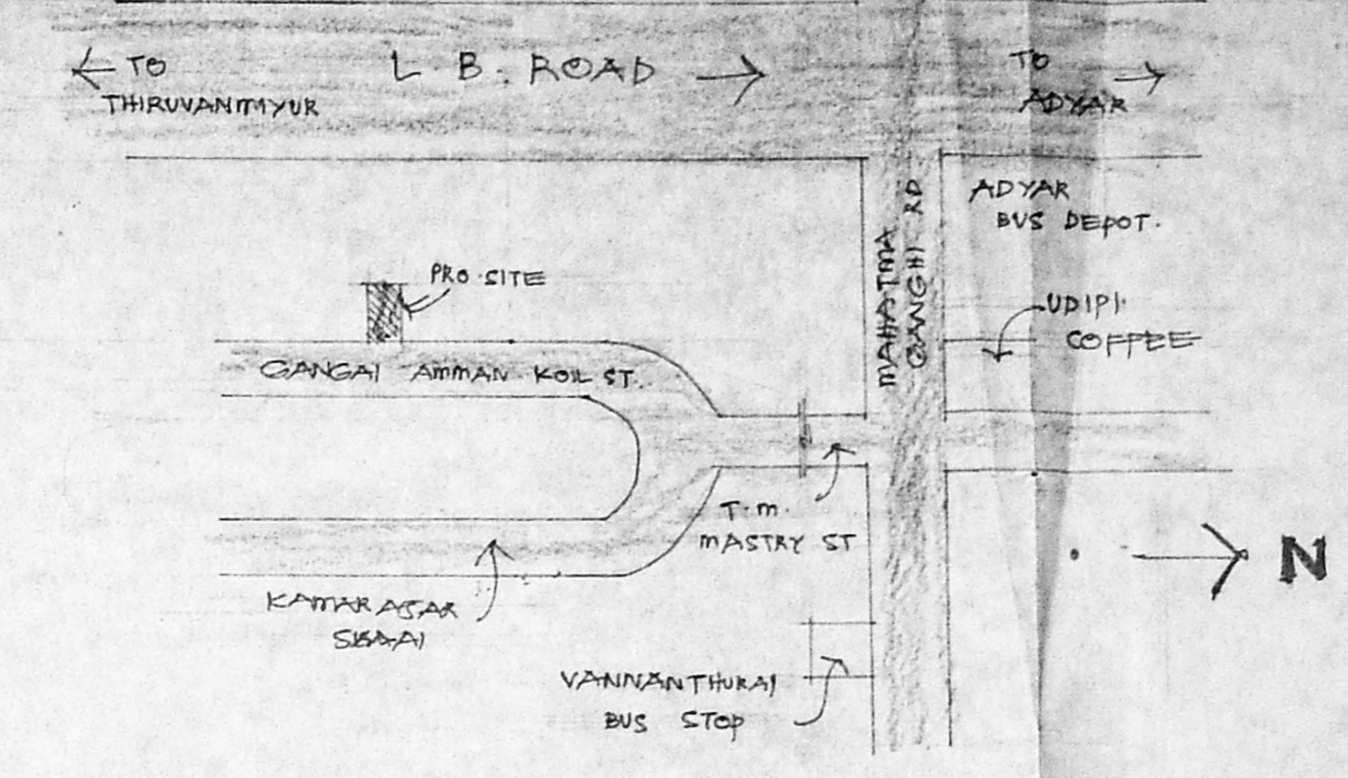 ← TO L. B. ROAD → TO →
THIRUVANMIYUR ADYAR
ADYAR
BUS DEPOT.
MAHATMA
GANGHI RD
PRO.SITE
UDIPI
COFFEE
GANGAI AMMAN KOIL ST.
T.M.
MASTRY ST
N
KAMARAJAR
VANNANTHURAI
BUS STOP